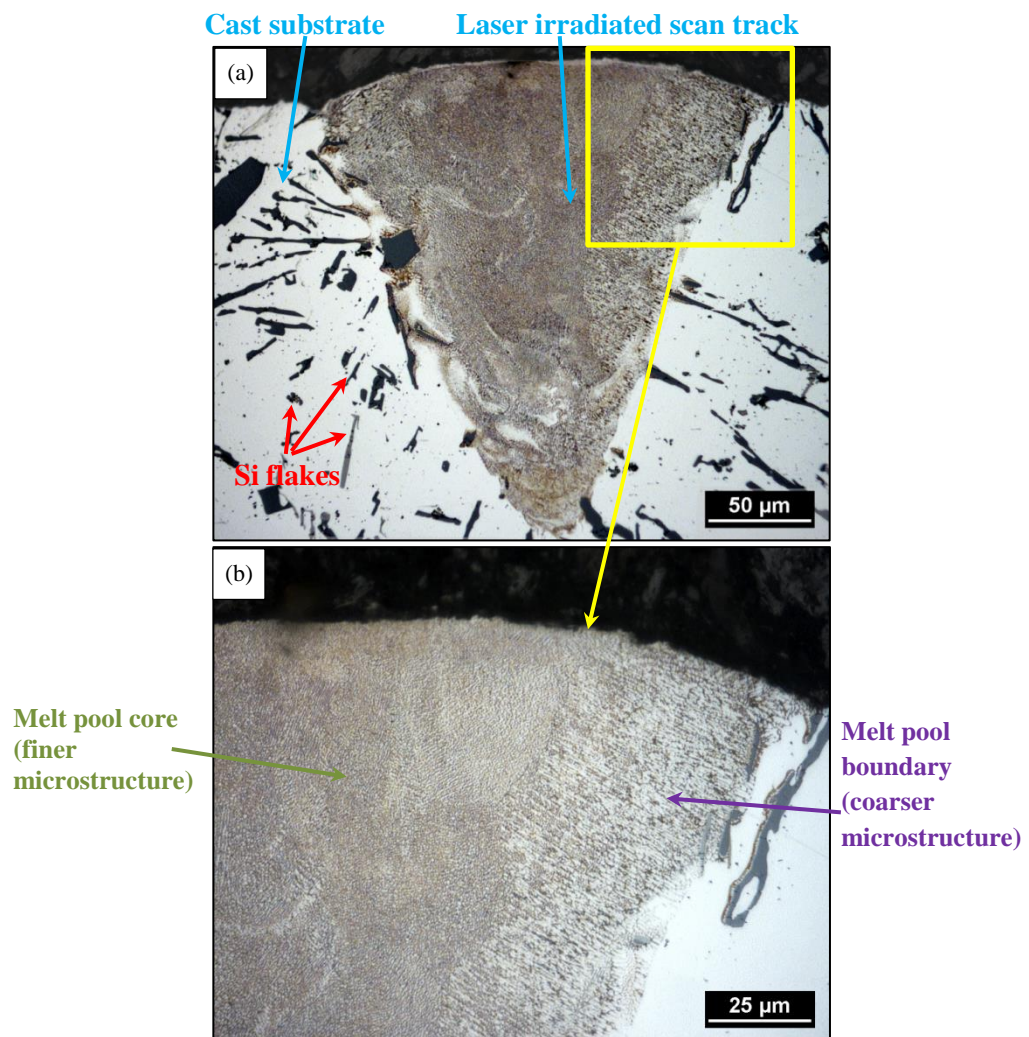 Cast substrate
Laser irradiated scan track
(a)
Si flakes
50 µm
(b)
Melt pool core
(finer
microstructure)
Melt pool
boundary
(coarser
microstructure)
25 µm